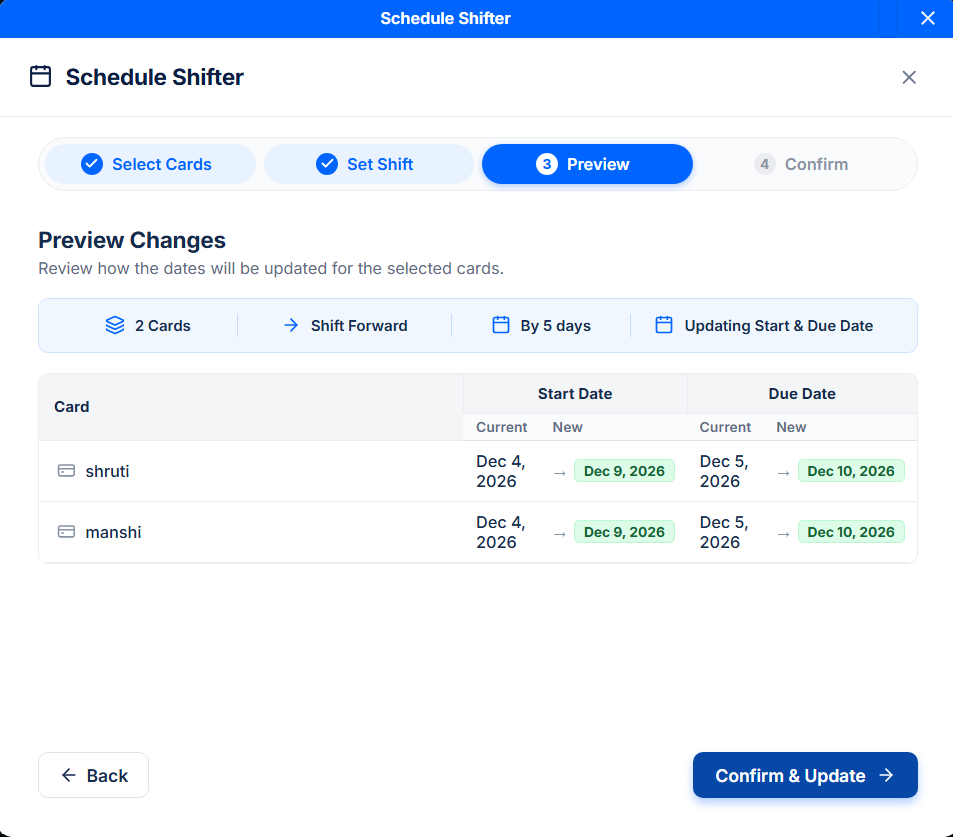 Schedule Shifter
Schedule Shifter
Select Cards
Set Shift
3 Preview
4 Confirm
Preview Changes
Review how the dates will be updated for the selected cards.
2 Cards
Shift Forward
By 5 days
Updating Start & Due Date
Card
Start Date
Due Date
Current
New
Current
New
shruti
Dec 4,
2026
→ Dec 9, 2026
Dec 5,
2026
→ Dec 10, 2026
manshi
Dec 4,
2026
→ Dec 9, 2026
Dec 5,
2026
→ Dec 10, 2026
← Back
Confirm & Update →